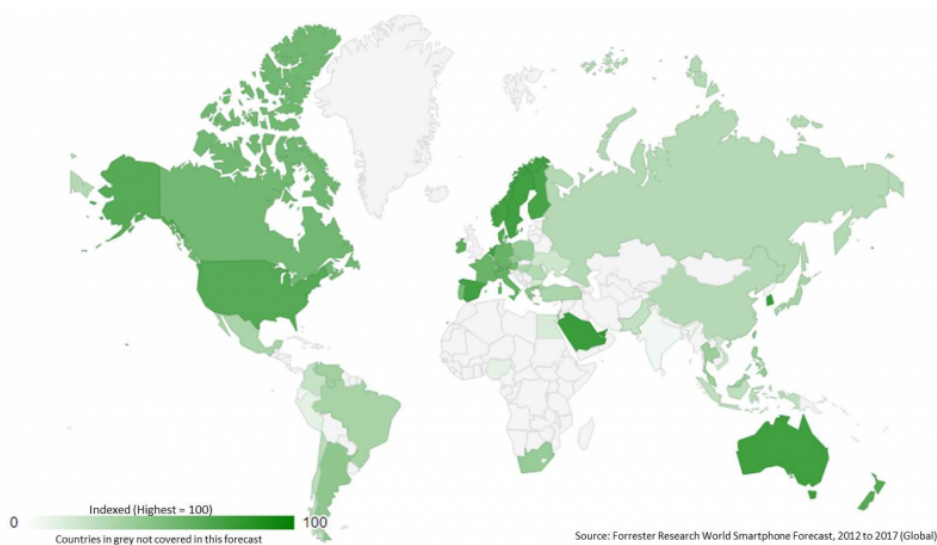 Indexed (Highest = 100)
0 100
Countries in grey not covered in this forecast
Source: Forrester Research World Smartphone Forecast, 2012 to 2017 (Global)